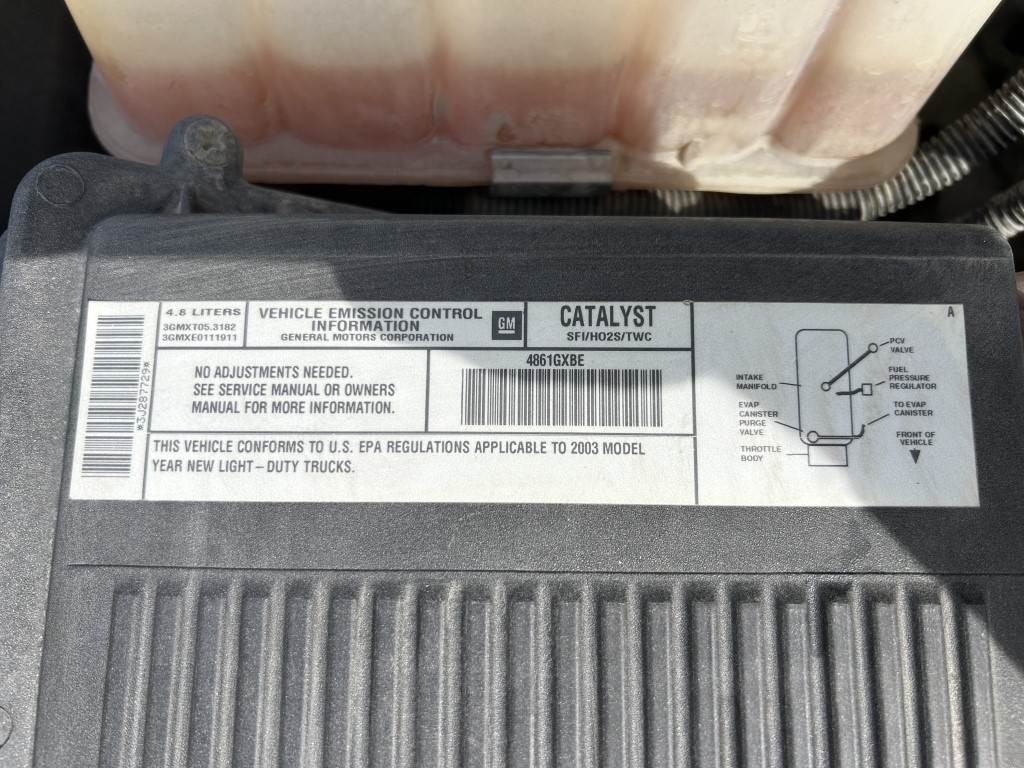 *3J287729*
4.8 LITERS
3GMXT05.3182
3GMXE0111911
VEHICLE EMISSION CONTROL
INFORMATION
GENERAL MOTORS CORPORATION
GM
CATALYST
SFI/HO2S/TWC
NO ADJUSTMENTS NEEDED.
SEE SERVICE MANUAL OR OWNERS
MANUAL FOR MORE INFORMATION.
4861GXBE
THIS VEHICLE CONFORMS TO U.S. EPA REGULATIONS APPLICABLE TO 2003 MODEL
YEAR NEW LIGHT–DUTY TRUCKS.
A
PCV
VALVE
INTAKE
MANIFOLD
FUEL
PRESSURE
REGULATOR
EVAP
CANISTER
PURGE
VALVE
TO EVAP
CANISTER
THROTTLE
BODY
FRONT OF
VEHICLE